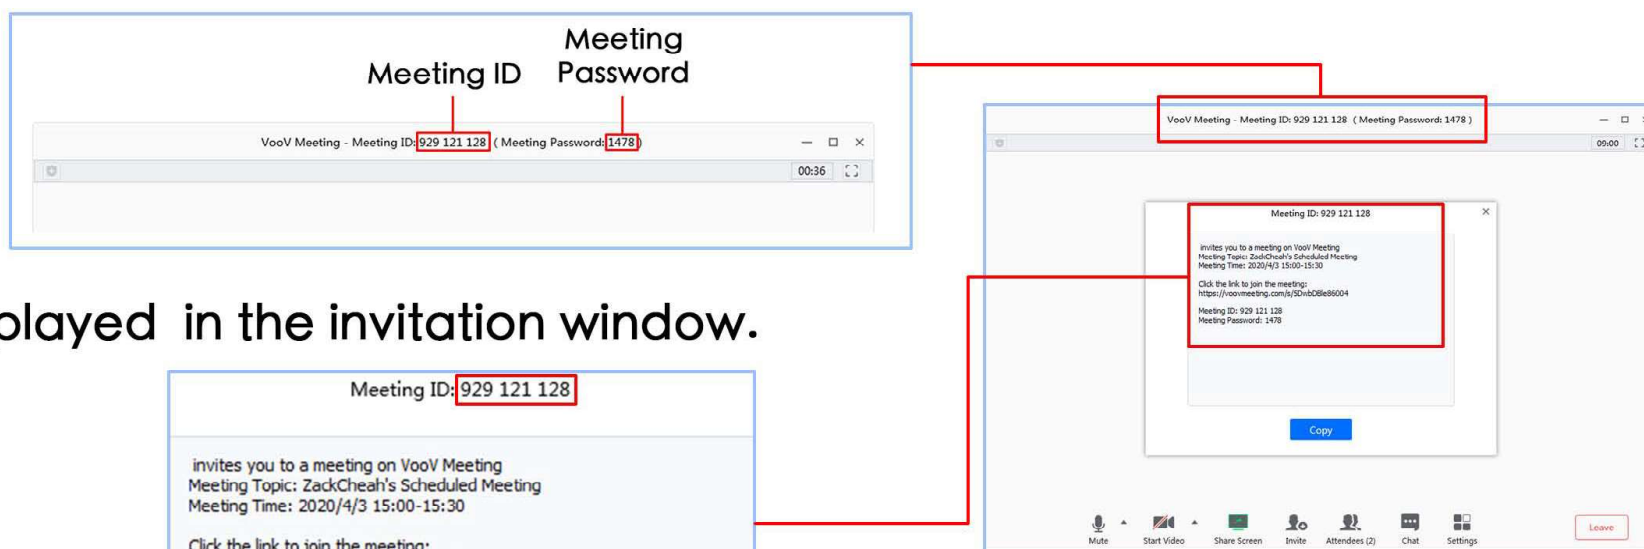 Meeting ID
Meeting
Password
VooV Meeting - Meeting ID: 929 121 128 ( Meeting Password: 1478 )
00:36
played in the invitation window.
Meeting ID: 929 121 128
invites you to a meeting on VooV Meeting
Meeting Topic: ZackCheah's Scheduled Meeting
Meeting Time: 2020/4/3 15:00-15:30
Click the link to join the meeting:
VooV Meeting - Meeting ID: 929 121 128 ( Meeting Password: 1478 )
09:00
Meeting ID: 929 121 128
invites you to a meeting on VooV Meeting
Meeting Topic: ZackCheah's Scheduled Meeting
Meeting Time: 2020/4/3 15:00-15:30
Click the link to join the meeting:
https://voovmeeting.com/s/5DwbDBle86004
Meeting ID: 929 121 128
Meeting Password: 1478
Copy
Mute
Start Video
Share Screen
Invite
Attendees (2)
Chat
Settings
Leave